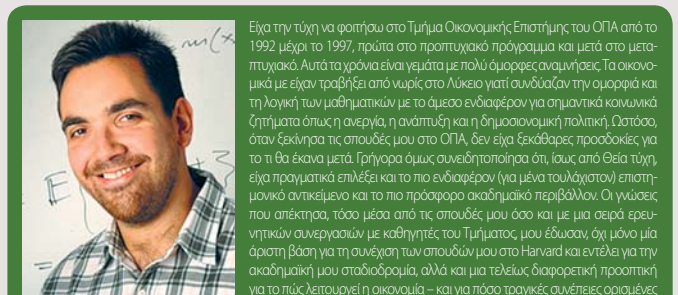 Είχα την τύχη να φοιτήσω στο Τμήμα Οικονομικής Επιστήμης του ΟΠΑ από το
1992 μέχρι το 1997, πρώτα στο προπτυχιακό πρόγραμμα και μετά στο μετα-
πτυχιακό. Αυτά τα χρόνια είναι γεμάτα με πολύ όμορφες αναμνήσεις. Τα οικονο-
μικά με είχαν τραβήξει από νωρίς στο Λύκειο γιατί συνδύαζαν την ομορφιά και
τη λογική των μαθηματικών με το άμεσο ενδιαφέρον για σημαντικά κοινωνικά
ζητήματα όπως η ανεργία, η ανάπτυξη και η δημοσιονομική πολιτική. Ωστόσο,
όταν ξεκίνησα τις σπουδές μου στο ΟΠΑ, δεν είχα ξεκάθαρες προσδοκίες για
το τι θα έκανα μετά. Γρήγορα όμως συνειδητοποίησα ότι, ίσως από Θεία τύχη,
είχα πραγματικά επιλέξει και το πιο ενδιαφέρον (για μένα τουλάχιστον) επιστη-
μονικό αντικείμενο και το πιο πρόσφορο ακαδημαϊκό περιβάλλον. Οι γνώσεις
που απέκτησα, τόσο μέσα από τις σπουδές μου όσο και με μια σειρά ερευ-
νητικών συνεργασιών με καθηγητές του Τμήματος, μου έδωσαν, όχι μόνο μία
άριστη βάση για τη συνέχιση των σπουδών μου στο Harvard και εντέλει για την
ακαδημαϊκή μου σταδιοδρομία, αλλά και μια τελείως διαφορετική προοπτική
για το πώς λειτουργεί η οικονομία – και για πόσο τραγικές συνέπειες ορισμένες